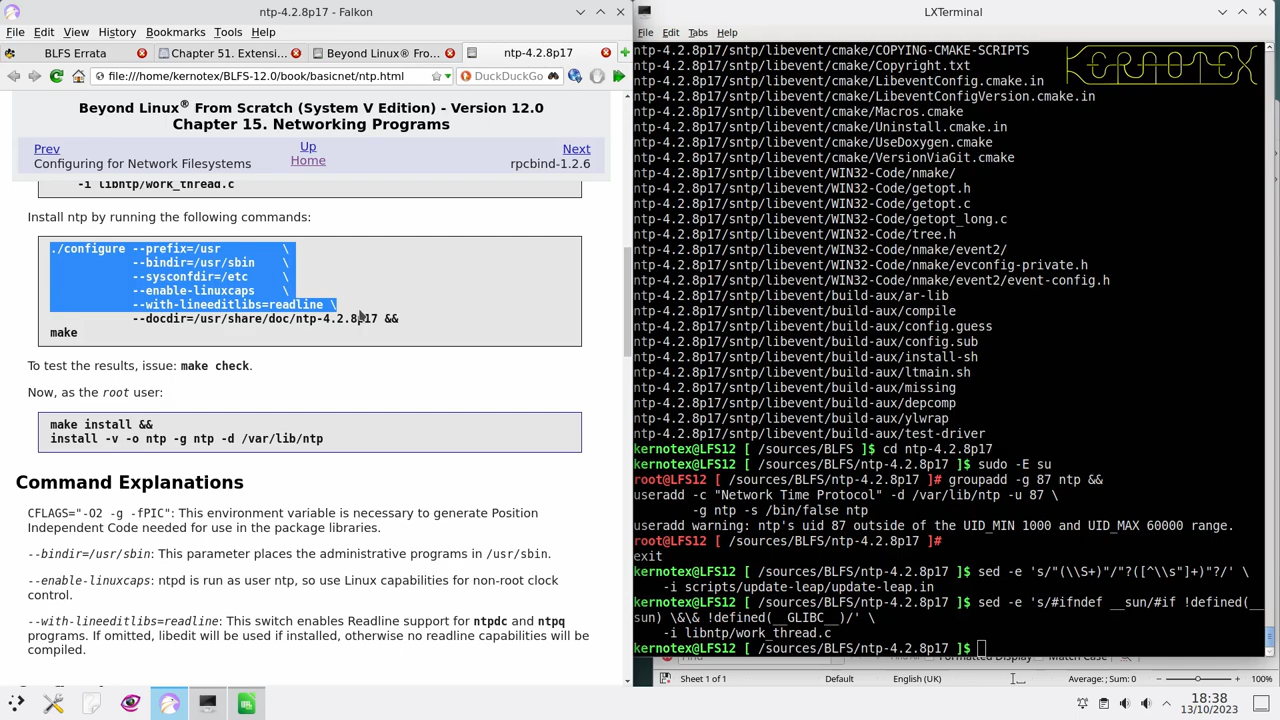 ntp-4.2.8p17 - Falkon
File Edit View History Bookmarks Tools Help
BLFS Errata
Chapter 51. Extensi...
Beyond Linux® Fro...
ntp-4.2.8p17
file:///home/kernotex/BLFS-12.0/book/basicnet/ntp.html
DuckDuckGo
Beyond Linux® From Scratch (System V Edition) - Version 12.0
Chapter 15. Networking Programs
Prev Up Next
Configuring for Network Filesystems Home rpcbind-1.2.6
-i libntp/work_thread.c
Install ntp by running the following commands:
./configure --prefix=/usr \
--bindir=/usr/sbin \
--sysconfdir=/etc \
--enable-linuxcaps \
--with-lineeditlibs=readline \
--docdir=/usr/share/doc/ntp-4.2.8p17 &&
make
To test the results, issue: make check.
Now, as the root user:
make install &&
install -v -o ntp -g ntp -d /var/lib/ntp
Command Explanations
CFLAGS="-O2 -g -fPIC": This environment variable is necessary to generate Position
Independent Code needed for use in the package libraries.
--bindir=/usr/sbin: This parameter places the administrative programs in /usr/sbin.
--enable-linuxcaps: ntpd is run as user ntp, so use Linux capabilities for non-root clock
control.
--with-lineeditlibs=readline: This switch enables Readline support for ntpdc and ntpq
programs. If omitted, libedit will be used if installed, otherwise no readline capabilities will be
compiled.
LXTerminal
File Edit Tabs Help
KERNOTEX
ntp-4.2.8p17/sntp/libevent/cmake/COPYING-CMAKE-SCRIPTS
ntp-4.2.8p17/sntp/libevent/cmake/Copyright.txt
ntp-4.2.8p17/sntp/libevent/cmake/LibeventConfig.cmake.in
ntp-4.2.8p17/sntp/libevent/cmake/LibeventConfigVersion.cmake.in
ntp-4.2.8p17/sntp/libevent/cmake/Macros.cmake
ntp-4.2.8p17/sntp/libevent/cmake/Uninstall.cmake.in
ntp-4.2.8p17/sntp/libevent/cmake/UseDoxygen.cmake
ntp-4.2.8p17/sntp/libevent/cmake/VersionViaGit.cmake
ntp-4.2.8p17/sntp/libevent/WIN32-Code/nmake/
ntp-4.2.8p17/sntp/libevent/WIN32-Code/getopt.h
ntp-4.2.8p17/sntp/libevent/WIN32-Code/getopt.c
ntp-4.2.8p17/sntp/libevent/WIN32-Code/getopt_long.c
ntp-4.2.8p17/sntp/libevent/WIN32-Code/tree.h
ntp-4.2.8p17/sntp/libevent/WIN32-Code/nmake/event2/
ntp-4.2.8p17/sntp/libevent/WIN32-Code/nmake/evconfig-private.h
ntp-4.2.8p17/sntp/libevent/WIN32-Code/nmake/event2/event-config.h
ntp-4.2.8p17/sntp/libevent/build-aux/ar-lib
ntp-4.2.8p17/sntp/libevent/build-aux/compile
ntp-4.2.8p17/sntp/libevent/build-aux/config.guess
ntp-4.2.8p17/sntp/libevent/build-aux/config.sub
ntp-4.2.8p17/sntp/libevent/build-aux/install-sh
ntp-4.2.8p17/sntp/libevent/build-aux/ltmain.sh
ntp-4.2.8p17/sntp/libevent/build-aux/missing
ntp-4.2.8p17/sntp/libevent/build-aux/depcomp
ntp-4.2.8p17/sntp/libevent/build-aux/ylwrap
ntp-4.2.8p17/sntp/libevent/build-aux/test-driver
kernotex@LFS12 [ /sources/BLFS ]$ cd ntp-4.2.8p17
kernotex@LFS12 [ /sources/BLFS/ntp-4.2.8p17 ]$ sudo -E su
root@LFS12 [ /sources/BLFS/ntp-4.2.8p17 ]# groupadd -g 87 ntp &&
useradd -c "Network Time Protocol" -d /var/lib/ntp -u 87 \
-g ntp -s /bin/false ntp
useradd warning: ntp's uid 87 outside of the UID_MIN 1000 and UID_MAX 60000 range.
root@LFS12 [ /sources/BLFS/ntp-4.2.8p17 ]#
exit
kernotex@LFS12 [ /sources/BLFS/ntp-4.2.8p17 ]$ sed -e 's/"(\\S+)"/"?([^\\s"]+)"?/' \
-i scripts/update-leap/update-leap.in
kernotex@LFS12 [ /sources/BLFS/ntp-4.2.8p17 ]$ sed -e 's/#ifndef __sun/#if !defined(__
sun) \&\& !defined(__GLIBC__)/' \
-i libntp/work_thread.c
kernotex@LFS12 [ /sources/BLFS/ntp-4.2.8p17 ]$
Sheet 1 of 1 Default English (UK) Average: ; Sum: 0 100%
18:38
13/10/2023